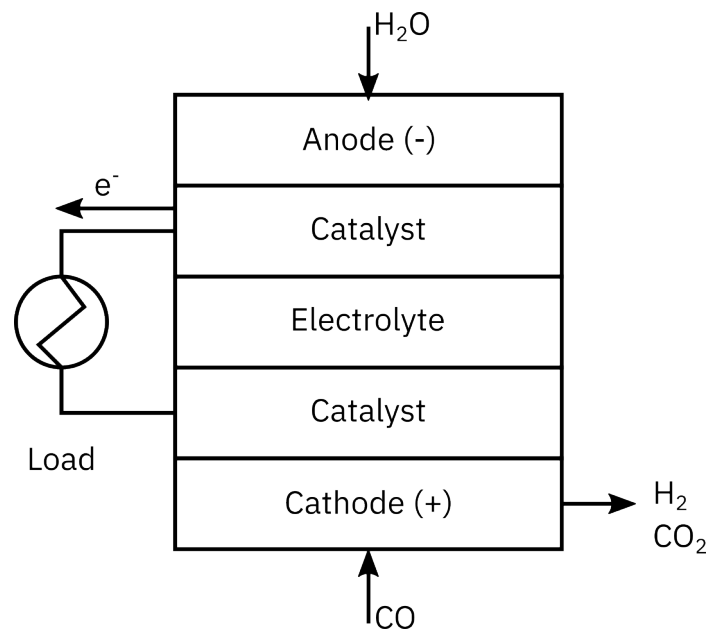 H₂O
Anode (-)
e⁻
Catalyst
Electrolyte
Catalyst
Load
Cathode (+)
H₂
CO₂
CO